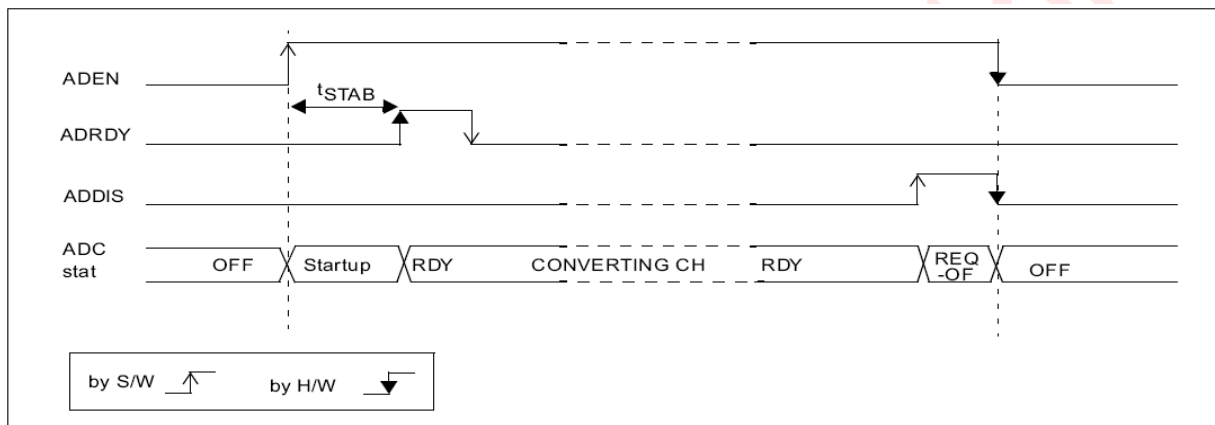 ADEN
tSTAB
ADRDY
ADDIS
ADC
stat
OFF
Startup
RDY
CONVERTING CH
RDY
REQ
-OF
OFF
by S/W
by H/W